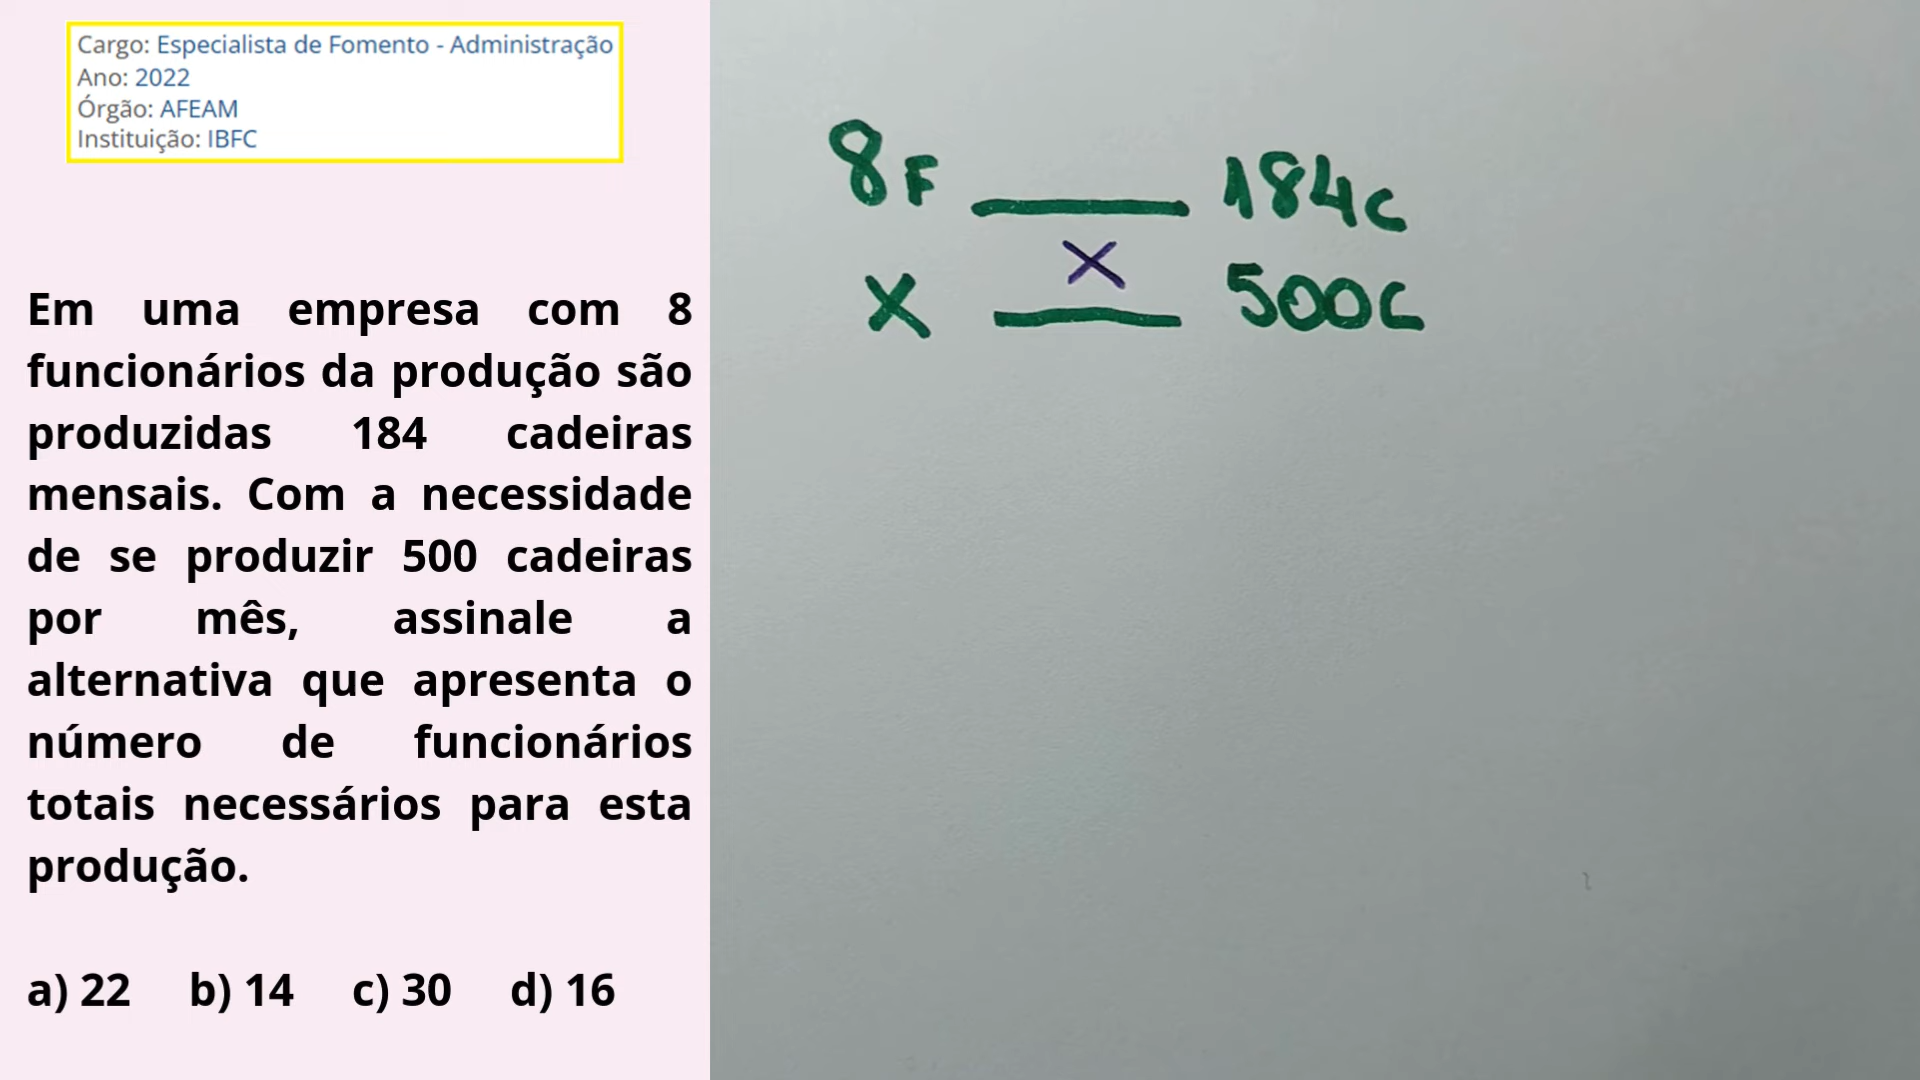 Cargo: Especialista de Fomento - Administração
Ano: 2022
Órgão: AFEAM
Instituição: IBFC
Em uma empresa com 8
funcionários da produção são
produzidas 184 cadeiras
mensais. Com a necessidade
de se produzir 500 cadeiras
por mês, assinale a
alternativa que apresenta o
número de funcionários
totais necessários para esta
produção.
a) 22 b) 14 c) 30 d) 16
8F 184C
X
X 500C